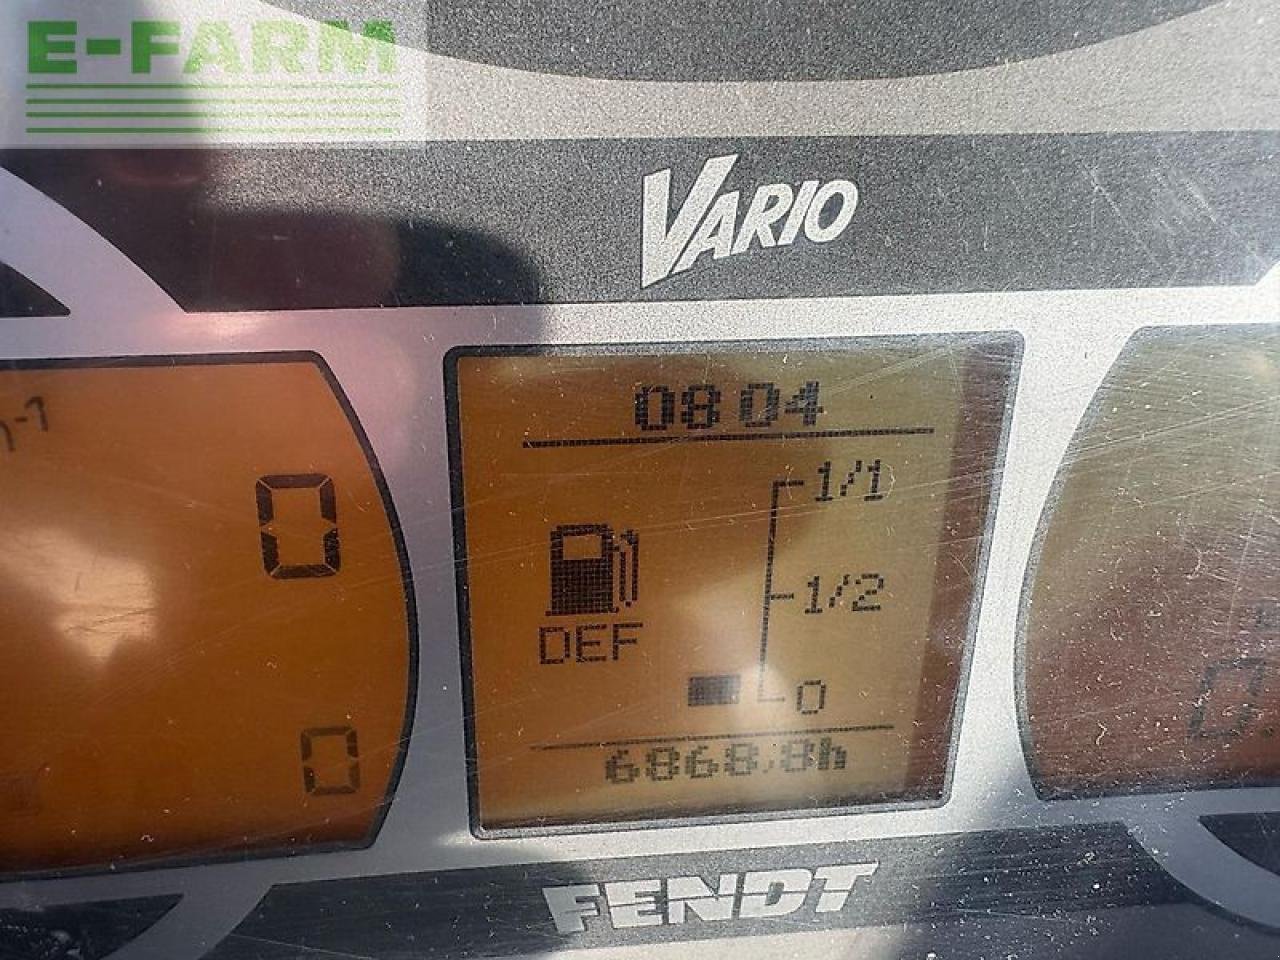 E-FARM
VARIO
08 04
1/1
0
1/2
DEF
0
0
6868,8h
FENDT